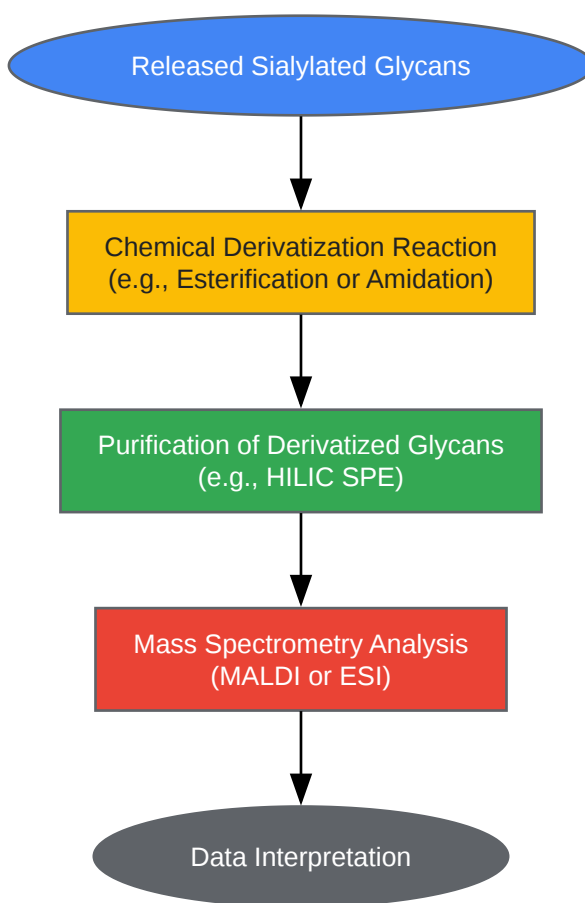 Released Sialylated Glycans
Chemical Derivatization Reaction
(e.g., Esterification or Amidation)
Purification of Derivatized Glycans
(e.g., HILIC SPE)
Mass Spectrometry Analysis
(MALDI or ESI)
Data Interpretation